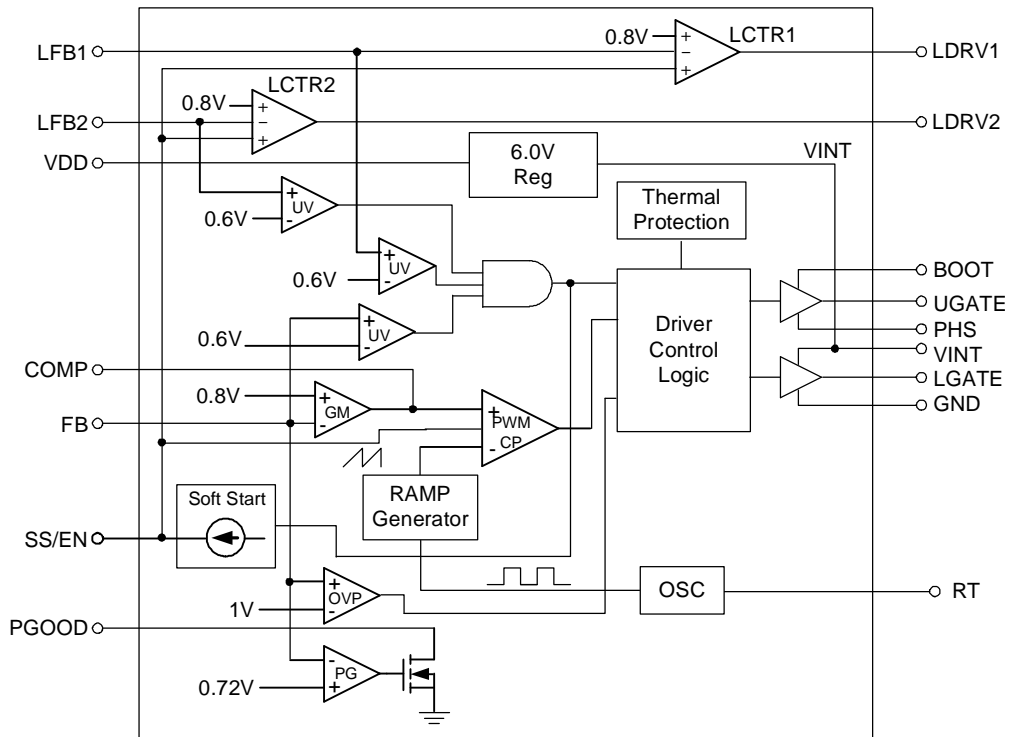 LFB1
0.8V
+
−
+
LCTR1
LDRV1
LCTR2
0.8V
+
−
+
LFB2
LDRV2
VDD
6.0V
Reg
VINT
Thermal
Protection
+
-
UV
0.6V
+
-
UV
0.6V
+
-
UV
0.6V
BOOT
UGATE
PHS
VINT
LGATE
GND
Driver
Control
Logic
COMP
0.8V
+
-
GM
FB
+
PWM
CP
-
RAMP
Generator
Soft Start
SS/EN
+
-
OVP
1V
OSC
RT
PGOOD
-
+
PG
0.72V